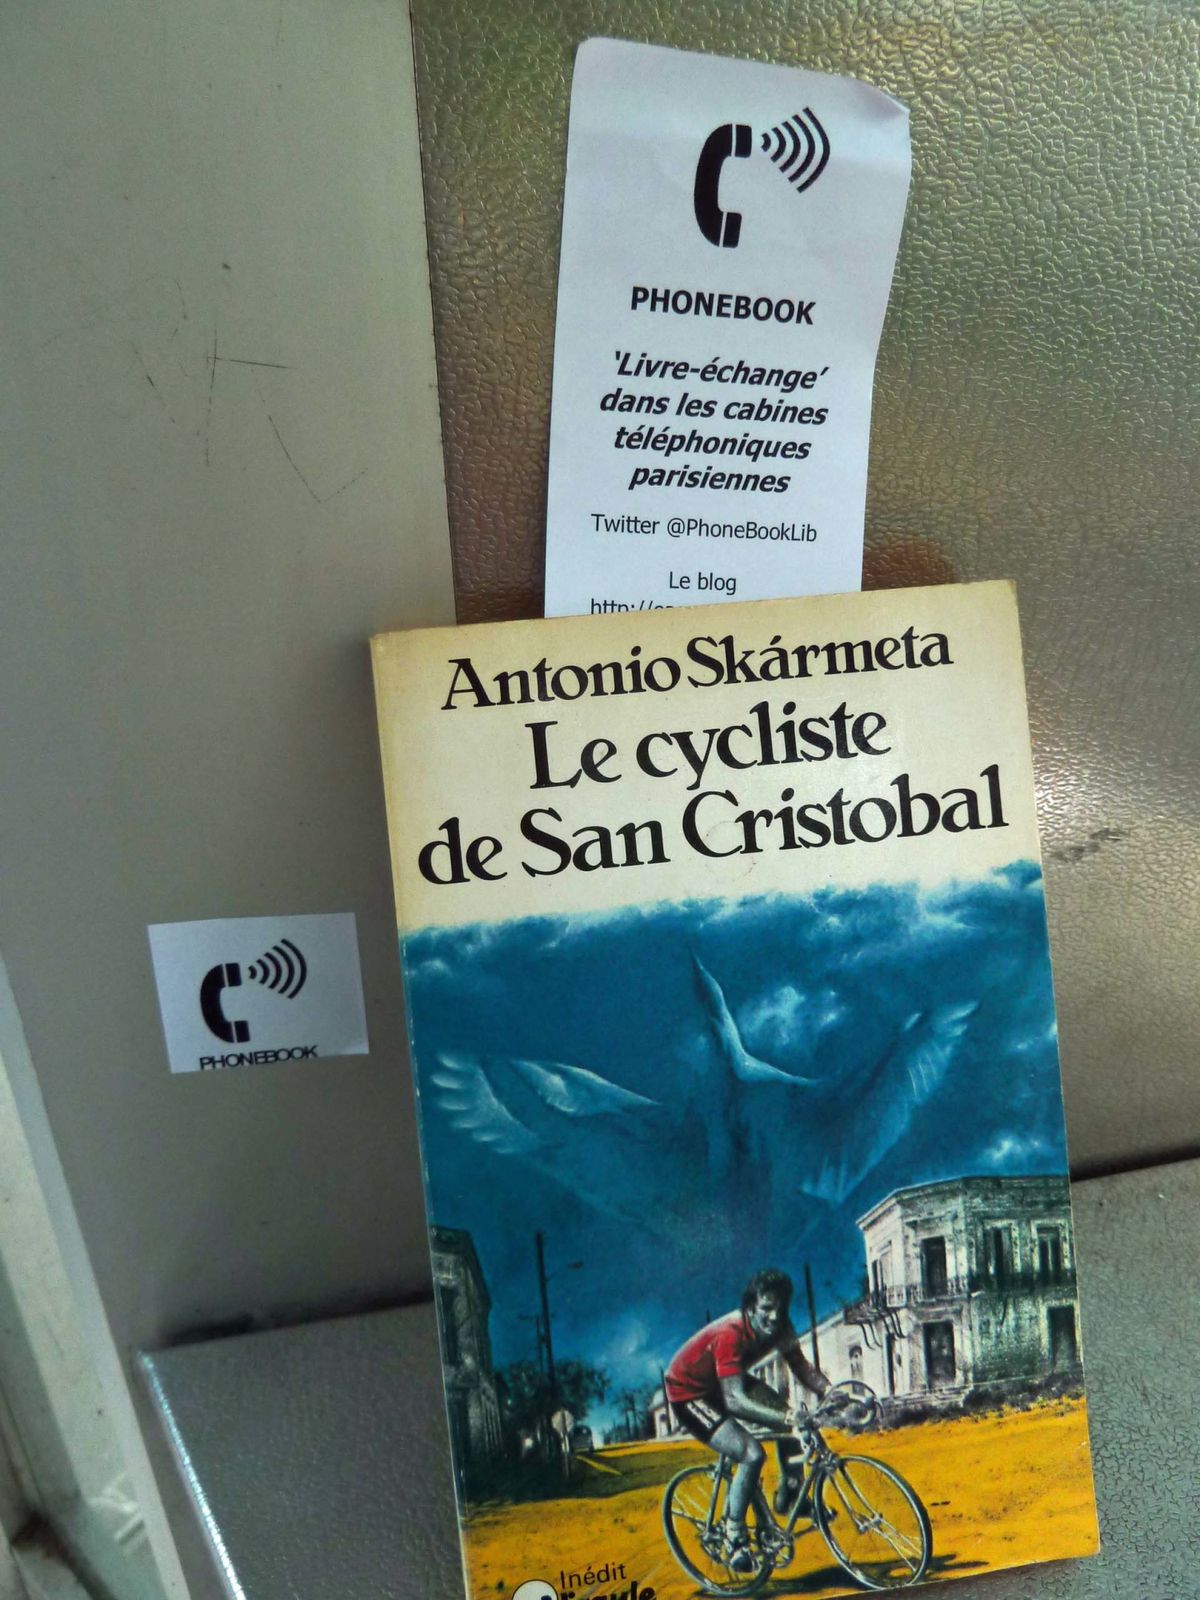 PHONEBOOK
'Livre-échange'
dans les cabines
téléphoniques
parisiennes
Twitter @PhoneBookLib
Le blog
Antonio Skármeta
Le cycliste
de San Cristobal
PHONEBOOK
Inédit